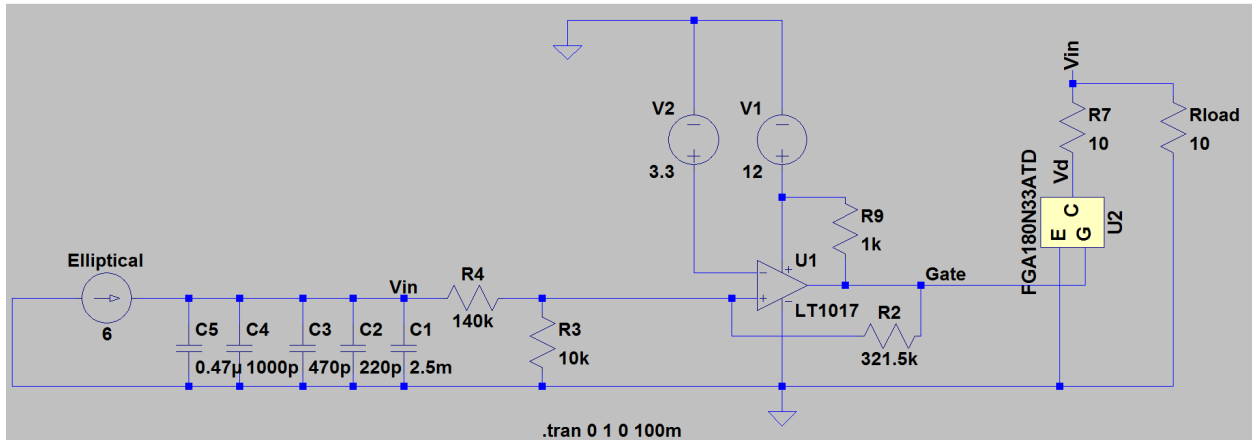 V2
3.3
V1
12
R9
1k
U1
LT1017
Gate
R2
321.5k
Vin
R7
10
Rload
10
Vd
FGA180N33ATD
C
E
G
U2
Elliptical
6
Vin
R4
140k
R3
10k
C5
0.47µ
C4
1000p
C3
470p
C2
220p
C1
2.5m
.tran 0 1 0 100m